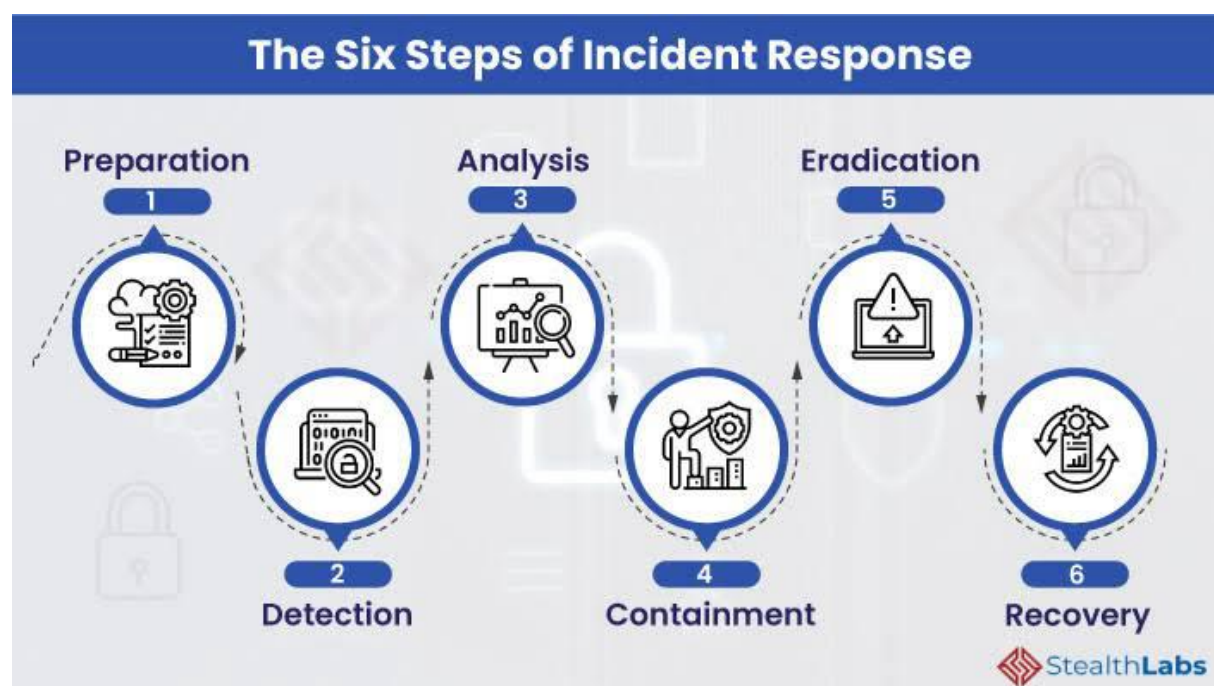 The Six Steps of Incident Response
Preparation
1
2
Detection
Analysis
3
4
Containment
Eradication
5
6
Recovery
StealthLabs